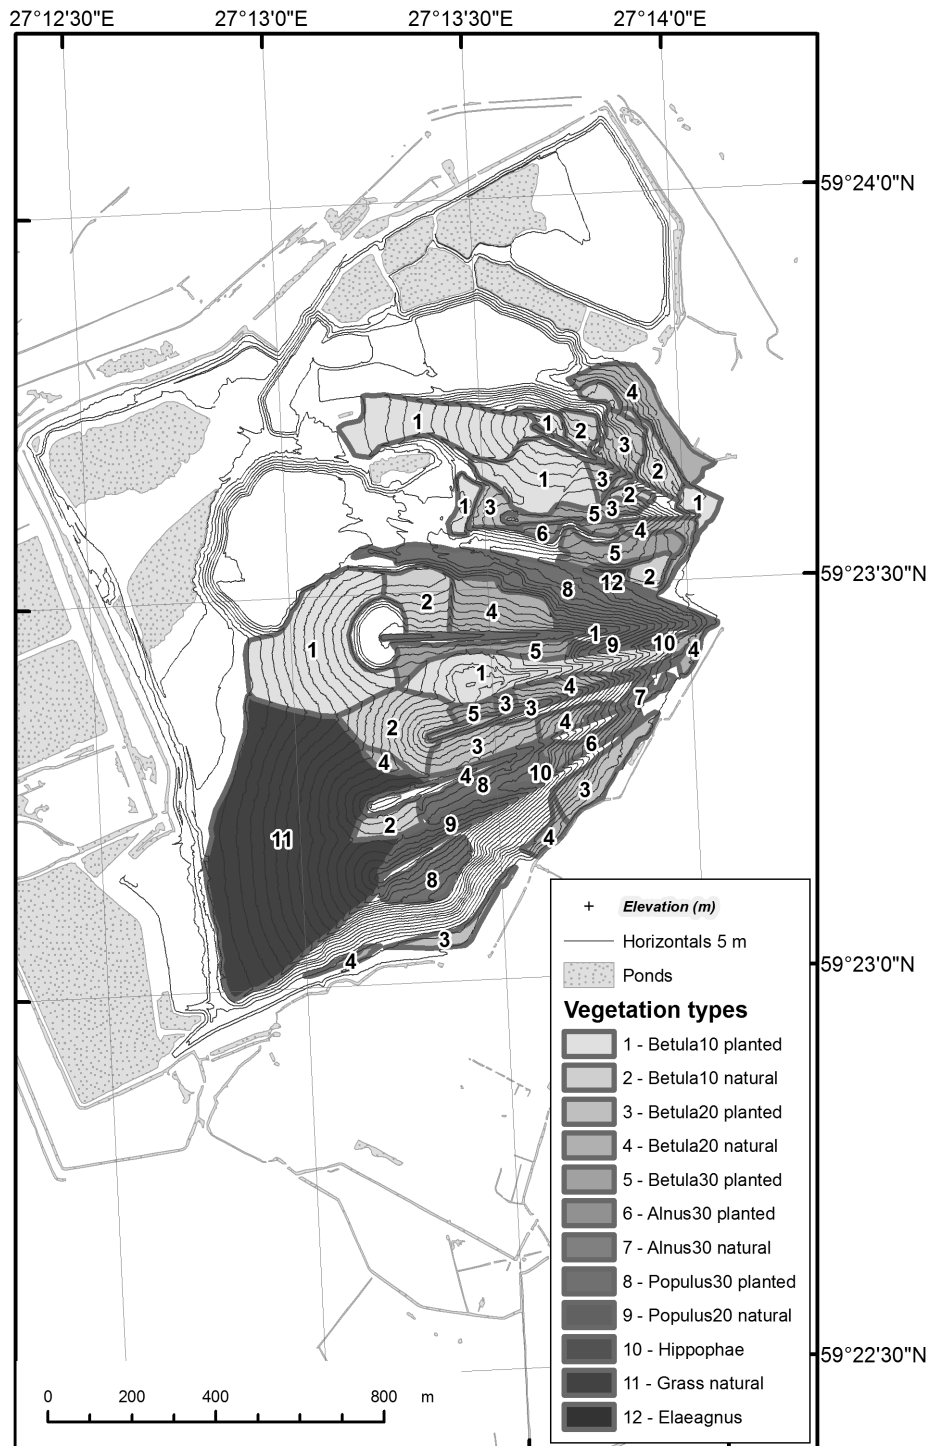 27°12'30"E 27°13'0"E 27°13'30"E 27°14'0"E
59°24'0"N
4
1 1 2 3
2
1 3 2
1 3 5 3 1
6 4
5
12 2
8
2 4
1 9 10
1 5 4
1 4
3 3 7
5
2 4
3 6
4
4 8 10
3
2 9
11 4
8
3
4
59°23'30"N
59°23'0"N
59°22'30"N
+ Elevation (m)
Horizontals 5 m
Ponds
Vegetation types
1 - Betula10 planted
2 - Betula10 natural
3 - Betula20 planted
4 - Betula20 natural
5 - Betula30 planted
6 - Alnus30 planted
7 - Alnus30 natural
8 - Populus30 planted
9 - Populus20 natural
10 - Hippophae
11 - Grass natural
12 - Elaeagnus
0 200 400 800 m